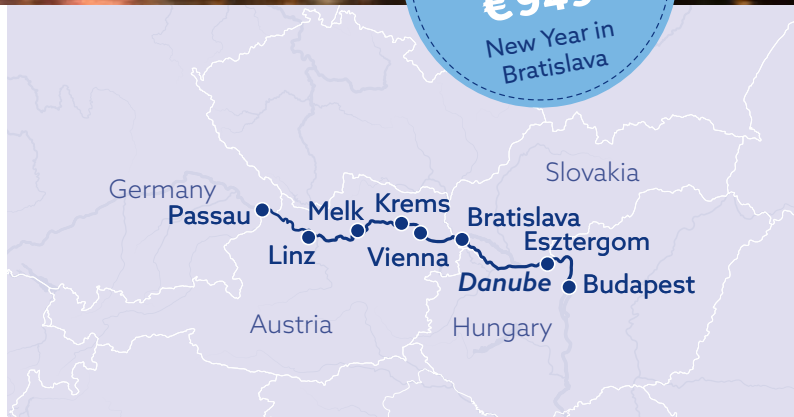 New Year in
Bratislava
Slovakia
Germany
Passau
Melk
Krems
Bratislava
Linz
Vienna
Esztergom
Danube
Budapest
Austria
Hungary